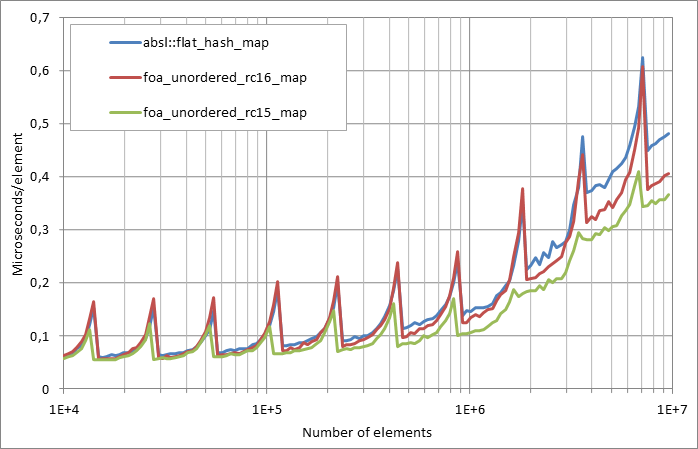 0,7
0,6
0,5
0,4
0,3
0,2
0,1
0
Microseconds/element
absl::flat_hash_map
foa_unordered_rc16_map
foa_unordered_rc15_map
1E+4
1E+5
1E+6
1E+7
Number of elements